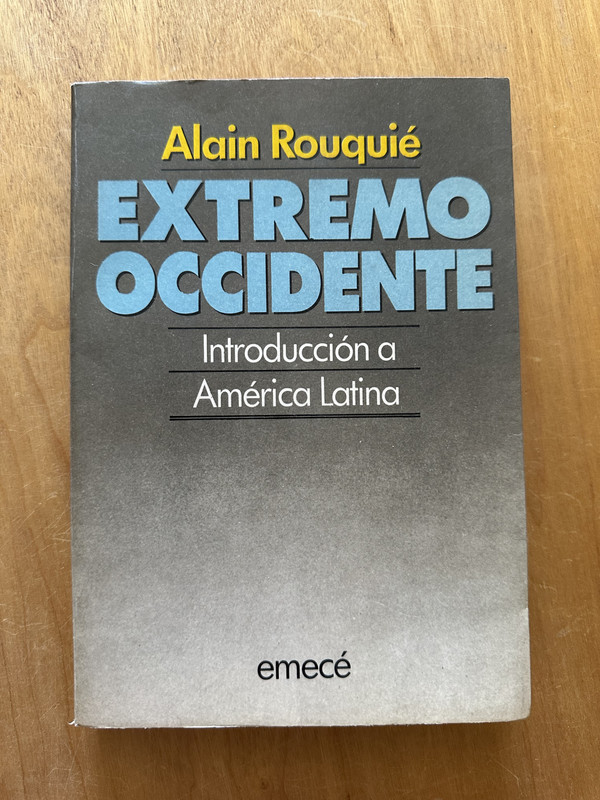 Alain Rouquié
EXTREMO
OCCIDENTE
Introducción a
América Latina
emecé